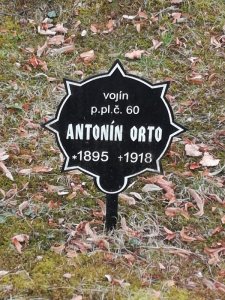 vojín
p.pl.č. 60
ANTONÍN ORTO
+1895 +1918